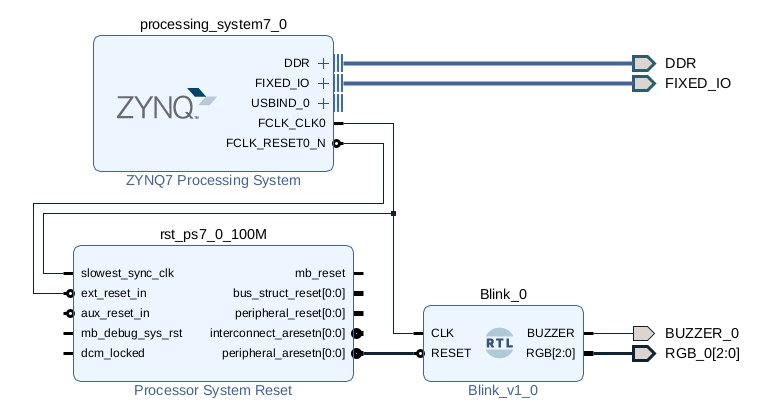 processing_system7_0
DDR
FIXED_IO
USBIND_0
FCLK_CLK0
FCLK_RESET0_N
ZYNQ
ZYNQ7 Processing System
DDR
FIXED_IO
rst_ps7_0_100M
slowest_sync_clk
ext_reset_in
aux_reset_in
mb_debug_sys_rst
dcm_locked
mb_reset
bus_struct_reset[0:0]
peripheral_reset[0:0]
interconnect_aresetn[0:0]
peripheral_aresetn[0:0]
Processor System Reset
Blink_0
CLK
RESET
RTL
BUZZER
RGB[2:0]
Blink_v1_0
BUZZER_0
RGB_0[2:0]